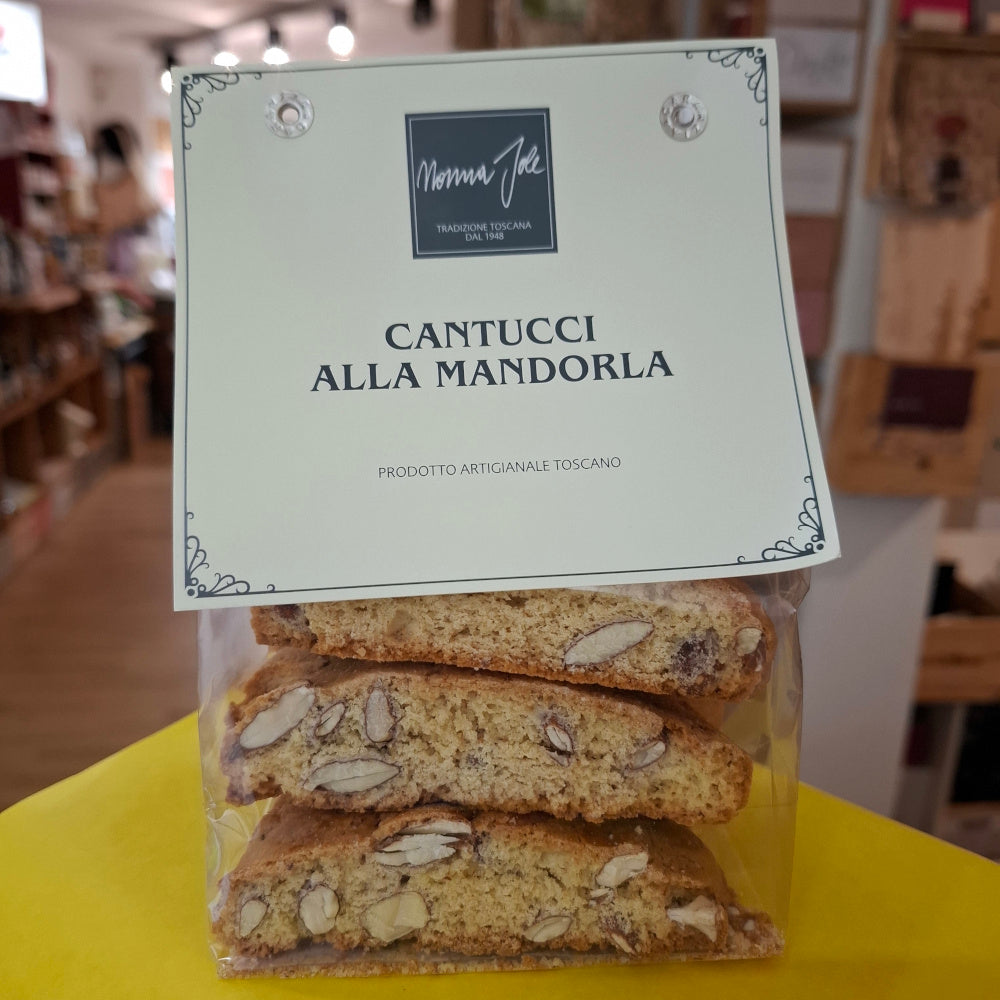 Nonna Jole
TRADIZIONE TOSCANA
DAL 1948
CANTUCCI
ALLA MANDORLA
PRODOTTO ARTIGIANALE TOSCANO